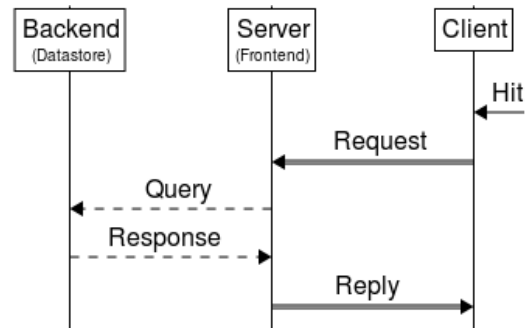 Backend
(Datastore)
Server
(Frontend)
Client
Hit
Request
Query
Response
Reply